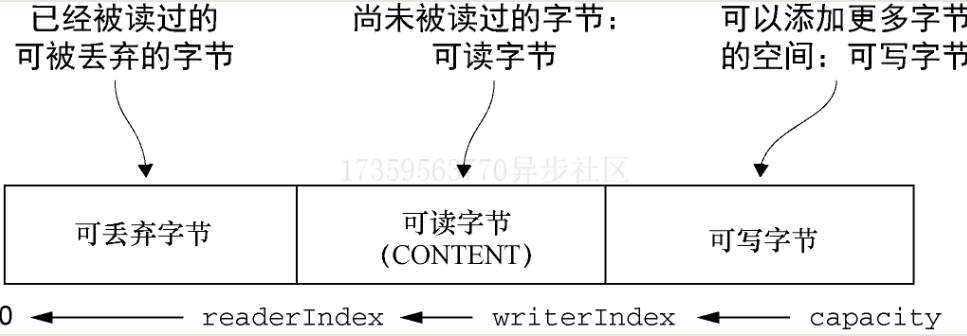 已经被读过的
可被丢弃的字节
尚未被读过的字节：
可读字节
可以添加更多字节
的空间：可写字节
17359563770异步社区
可丢弃字节
可读字节
(CONTENT)
可写字节
0 readerIndex writerIndex capacity